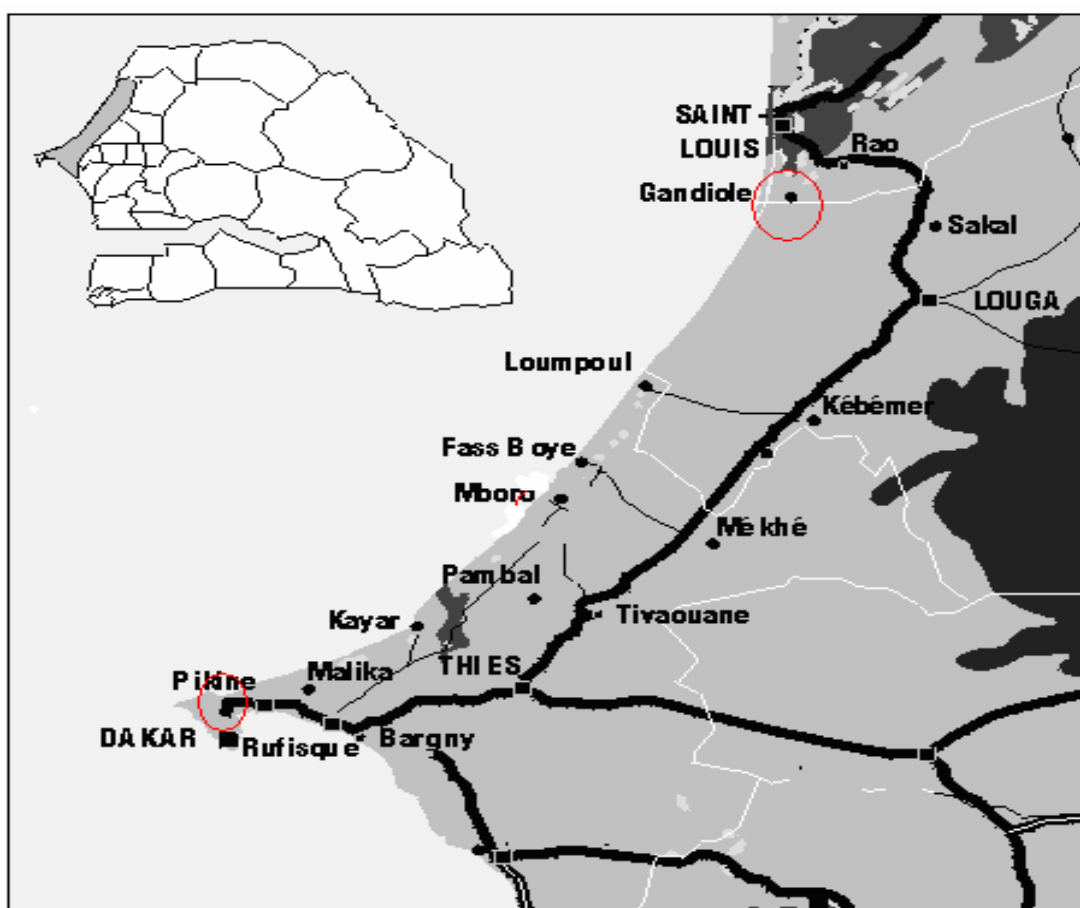 SAINT
LOUIS
Rao
Gandiole
Sakal
LOUGA
Loumpoul
Kébémer
Fass Boye
Mboro
Mékhé
Pambal
Tivaouane
Kayar
THIES
Malika
Pikine
DAKAR
Rufisque
Bargny